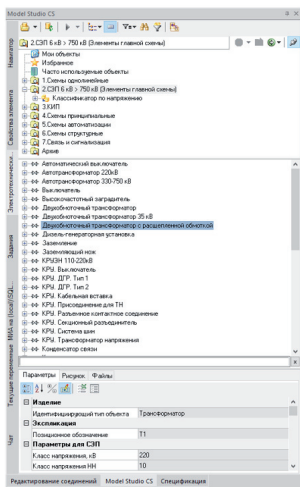 Model Studio CS
2.СЭП 6 кВ > 750 кВ (Элементы главной схемы)
Мои объекты
Избранное
Часто используемые объекты
1.Схемы однолинейные
2.СЭП 6 кВ > 750 кВ (Элементы главной схемы)
Классификатор по напряжению
3.КИП
4.Схемы принципиальные
5.Схемы автоматизации
6.Схемы структурные
7.Связь и сигнализация
Архив
Автоматический выключатель
Автотрансформатор 220кВ
Автотрансформатор 330-750 кВ
Выключатель
Высокочастотный заградитель
Двухобмоточный трансформатор
Двухобмоточный трансформатор 35 кВ
Двухобмоточный трансформатор с расщепленной обмоткой
Дизель-генераторная установка
Заземление
Заземляющий нож
КРУЭН 110-220кВ
КРУ. Выключатель
КРУ. ДГР. Тип 1
КРУ. ДГР. Тип 2
КРУ. Кабельная вставка
КРУ. Присоединение для ТН
КРУ. Разъемное контактное соединение
КРУ. Секционный разъединитель
КРУ. Система шин
КРУ. Трансформатор напряжения
Конденсатор связи
Параметры Рисунок Файлы
Изделие
Идентифицирующий тип объекта Трансформатор
Экспликация
Позиционное обозначение T1
Параметры для СЭП
Класс напряжения, кВ 220
Класс напряжения НН 10
Редактирование соединений Model Studio CS Спецификация
Навигатор
Свойства элемента
Электротехнически...
Задания
МИА на (local)\SQL...
Текущие переменные
Чат